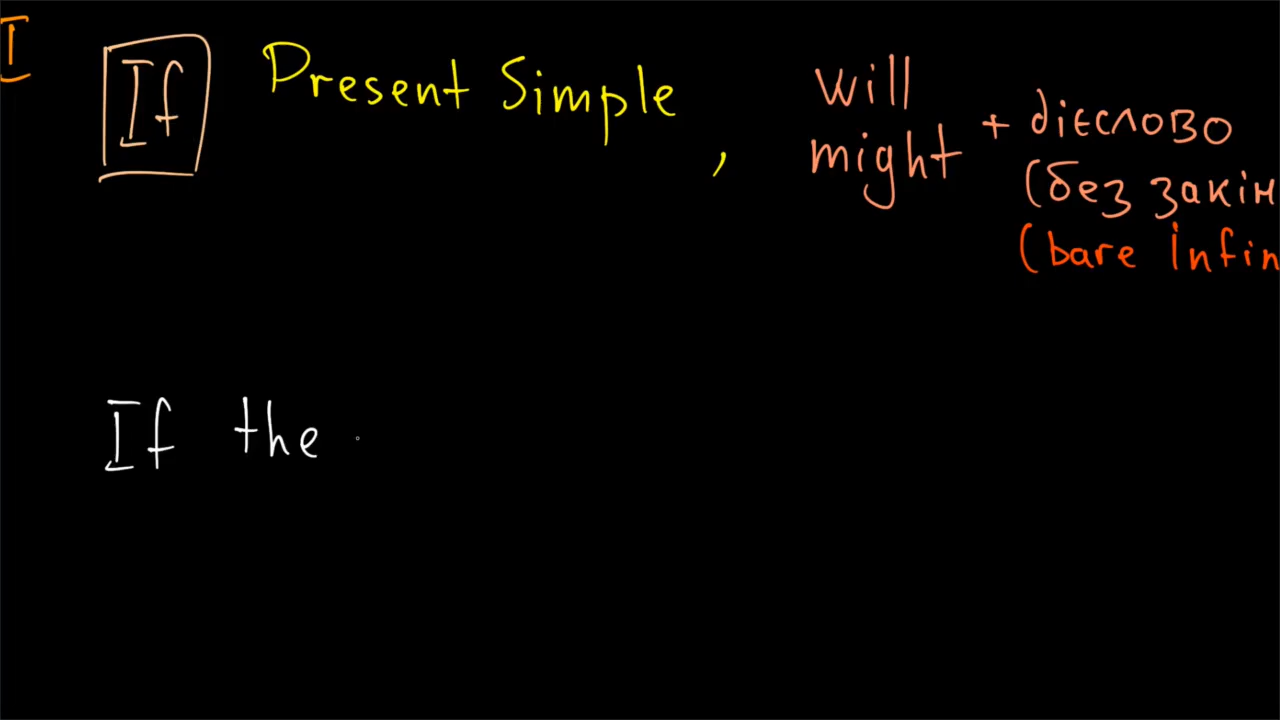 I If Present Simple, will + дієслово
might (без закін
(bare Infin
If the